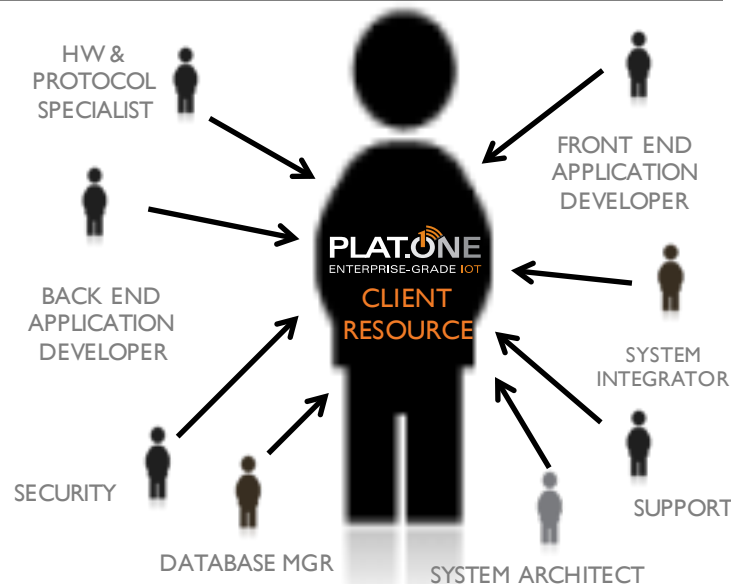 HW &
PROTOCOL
SPECIALIST
FRONT END
APPLICATION
DEVELOPER
PLAT.ONE
ENTERPRISE-GRADE IOT
CLIENT
RESOURCE
BACK END
APPLICATION
DEVELOPER
SYSTEM
INTEGRATOR
SECURITY
SUPPORT
DATABASE MGR
SYSTEM ARCHITECT